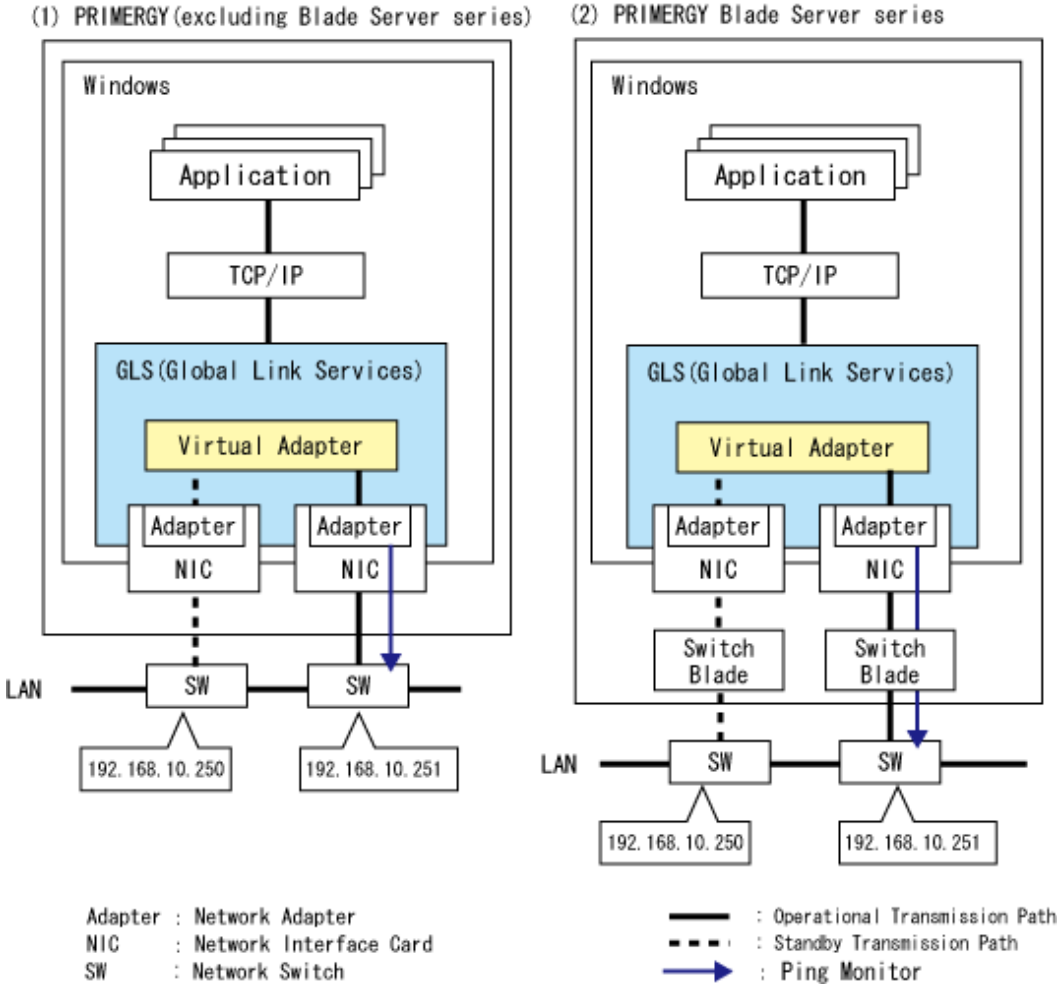 (1) PRIMERGY(excluding Blade Server series)
Windows
Application
TCP/IP
GLS(Global Link Services)
Virtual Adapter
Adapter
Adapter
NIC
NIC
LAN
SW
SW
192.168.10.250
192.168.10.251
(2) PRIMERGY Blade Server series
Windows
Application
TCP/IP
GLS(Global Link Services)
Virtual Adapter
Adapter
Adapter
NIC
NIC
Switch
Blade
Switch
Blade
LAN
SW
SW
192.168.10.250
192.168.10.251
Adapter : Network Adapter
NIC : Network Interface Card
SW : Network Switch
: Operational Transmission Path
: Standby Transmission Path
: Ping Monitor